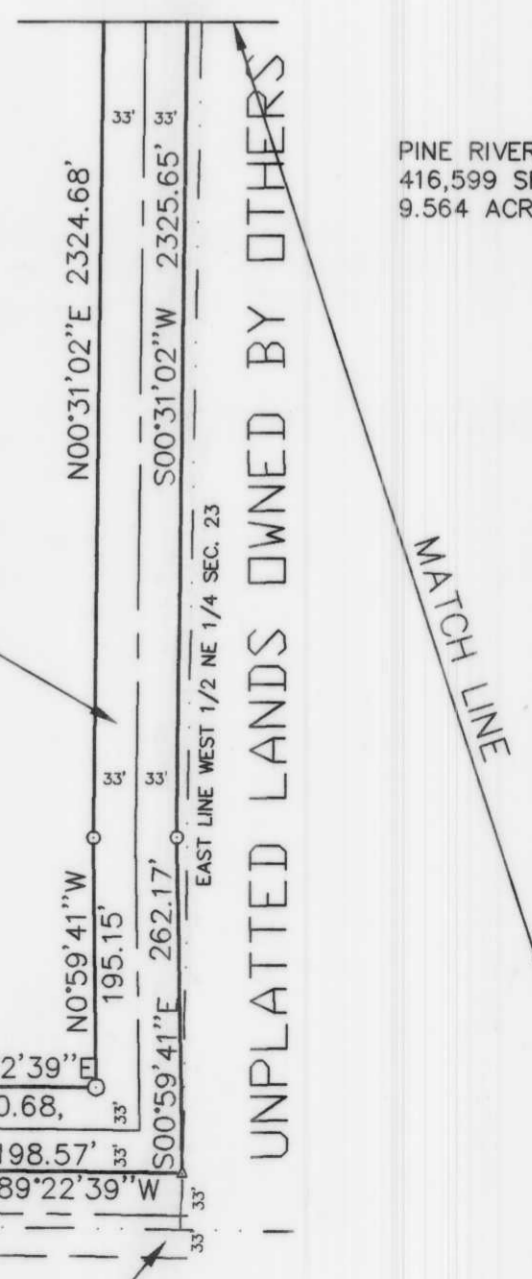 33' 33'
PINE RIVER
416,599
9.564
N00°31'02"E 2324.68'
S00°31'02"W 2325.65'
UNPLATTED LANDS OWNED BY OTHERS
EAST LINE WEST 1/2 NE 1/4 SEC. 23
MATCH LINE
33' 33'
N0°59'41"W
195.15'
S00°59'41"E 262.17'
2'39"E
0.68,
33'
198.57' 33'
89°22'39"W
33'
33'